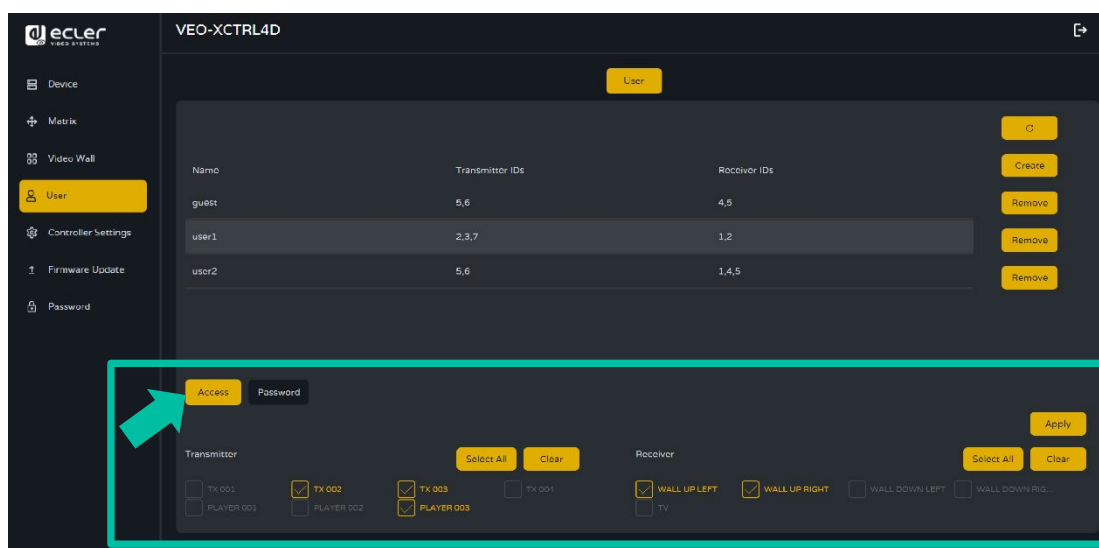 ecler
VIDEO SYSTEMS
VEO-XCTRL4D
Device
Matrix
Video Wall
User
Controller Settings
Firmware Update
Password
User
Create
Name Transmitter IDs Receiver IDs
guest 5,6 4,5 Remove
user1 2,3,7 1,2 Remove
user2 5,6 1,4,5 Remove
Access Password
Apply
Transmitter Select All Clear Receiver Select All Clear
TX 001 TX 002 TX 003 TX 004 WALL UP LEFT WALL UP RIGHT WALL DOWN LEFT WALL DOWN RIG...
PLAYER 001 PLAYER 002 PLAYER 003 TV